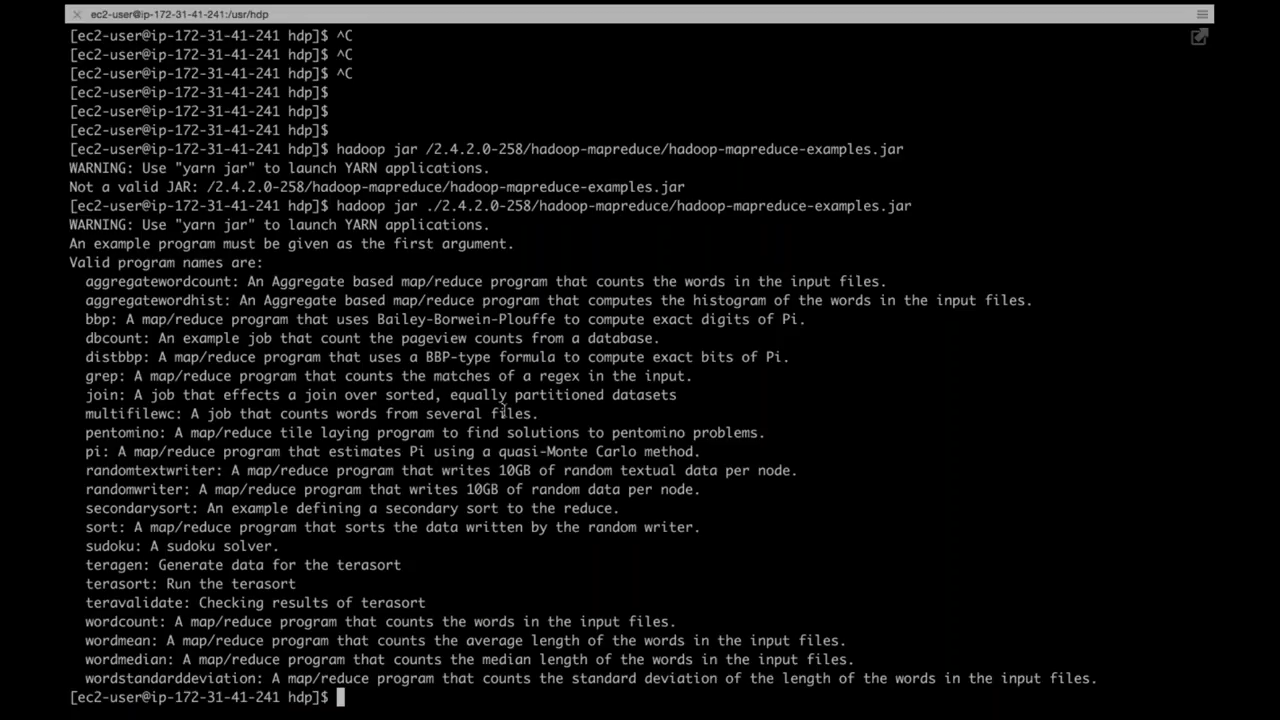 ec2-user@ip-172-31-41-241:/usr/hdp
[ec2-user@ip-172-31-41-241 hdp]$ ^C
[ec2-user@ip-172-31-41-241 hdp]$ ^C
[ec2-user@ip-172-31-41-241 hdp]$ ^C
[ec2-user@ip-172-31-41-241 hdp]$
[ec2-user@ip-172-31-41-241 hdp]$
[ec2-user@ip-172-31-41-241 hdp]$
[ec2-user@ip-172-31-41-241 hdp]$ hadoop jar /2.4.2.0-258/hadoop-mapreduce/hadoop-mapreduce-examples.jar
WARNING: Use "yarn jar" to launch YARN applications.
Not a valid JAR: /2.4.2.0-258/hadoop-mapreduce/hadoop-mapreduce-examples.jar
[ec2-user@ip-172-31-41-241 hdp]$ hadoop jar ./2.4.2.0-258/hadoop-mapreduce/hadoop-mapreduce-examples.jar
WARNING: Use "yarn jar" to launch YARN applications.
An example program must be given as the first argument.
Valid program names are:
  aggregatewordcount: An Aggregate based map/reduce program that counts the words in the input files.
  aggregatewordhist: An Aggregate based map/reduce program that computes the histogram of the words in the input files.
  bbp: A map/reduce program that uses Bailey-Borwein-Plouffe to compute exact digits of Pi.
  dbcount: An example job that count the pageview counts from a database.
  distbbp: A map/reduce program that uses a BBP-type formula to compute exact bits of Pi.
  grep: A map/reduce program that counts the matches of a regex in the input.
  join: A job that effects a join over sorted, equally partitioned datasets
  multifilewc: A job that counts words from several files.
  pentomino: A map/reduce tile laying program to find solutions to pentomino problems.
  pi: A map/reduce program that estimates Pi using a quasi-Monte Carlo method.
  randomtextwriter: A map/reduce program that writes 10GB of random textual data per node.
  randomwriter: A map/reduce program that writes 10GB of random data per node.
  secondarysort: An example defining a secondary sort to the reduce.
  sort: A map/reduce program that sorts the data written by the random writer.
  sudoku: A sudoku solver.
  teragen: Generate data for the terasort
  terasort: Run the terasort
  teravalidate: Checking results of terasort
  wordcount: A map/reduce program that counts the words in the input files.
  wordmean: A map/reduce program that counts the average length of the words in the input files.
  wordmedian: A map/reduce program that counts the median length of the words in the input files.
  wordstandarddeviation: A map/reduce program that counts the standard deviation of the length of the words in the input files.
[ec2-user@ip-172-31-41-241 hdp]$